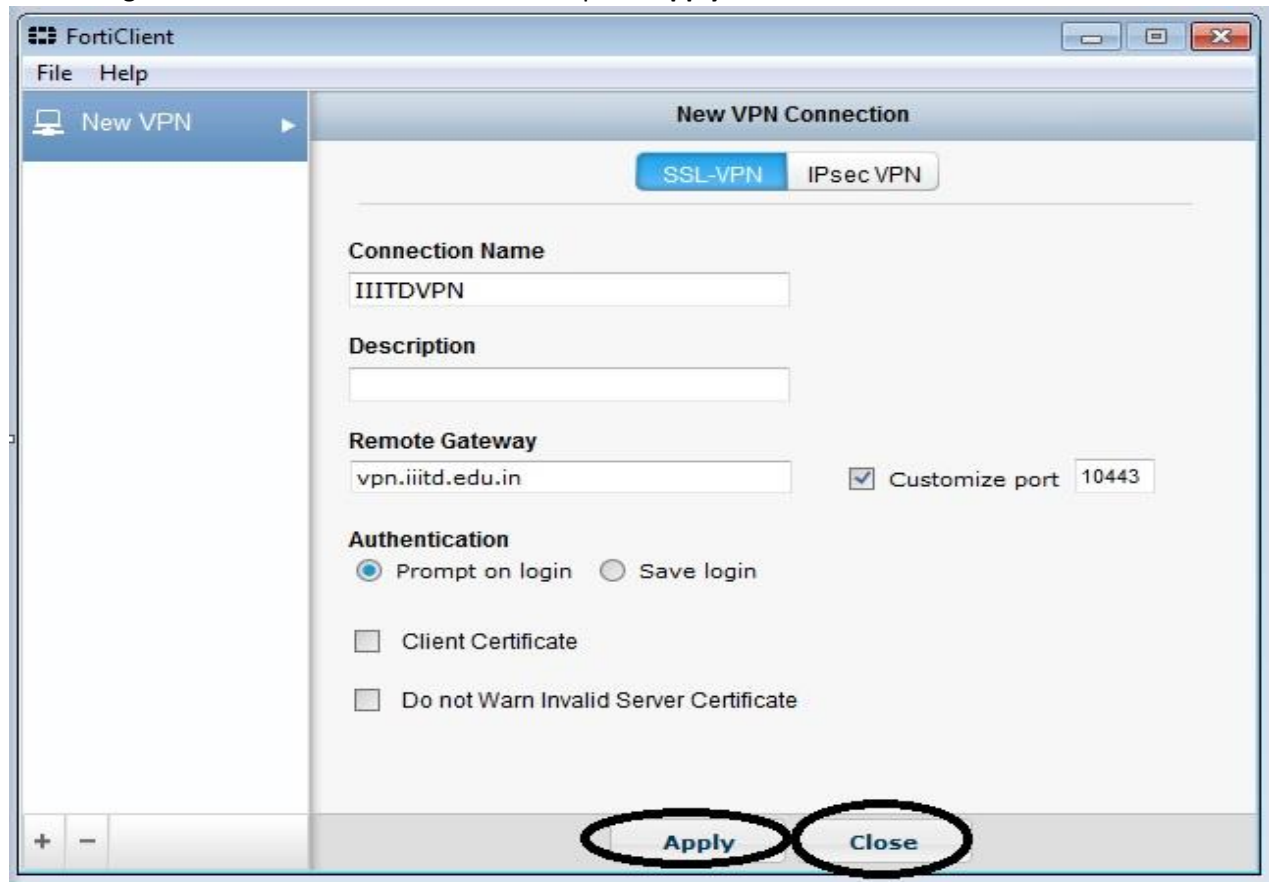 FortiClient
File Help
New VPN
New VPN Connection
SSL-VPN IPsec VPN
Connection Name
IIITDVPN
Description
Remote Gateway
vpn.iiitd.edu.in Customize port 10443
Authentication
Prompt on login Save login
Client Certificate
Do not Warn Invalid Server Certificate
+ − Apply Close